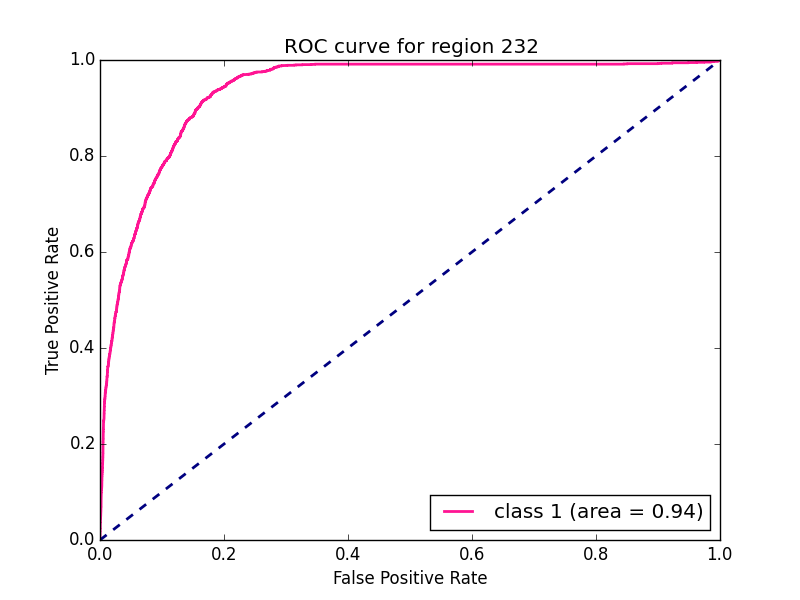 ROC curve for region 232
1.0
0.8
0.6
0.4
0.2
0.0
True Positive Rate
class 1 (area = 0.94)
0.0 0.2 0.4 0.6 0.8 1.0
False Positive Rate